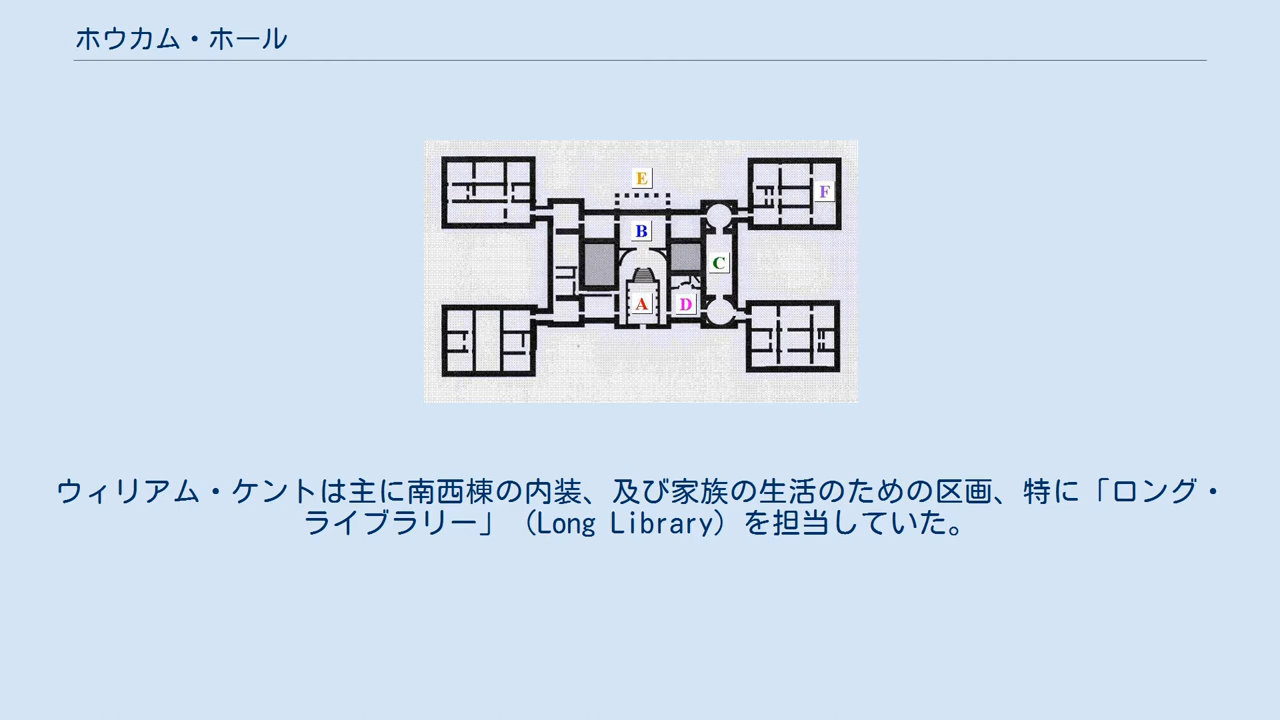 ホウカム・ホール
E
F
B
C
A
D
ウィリアム・ケントは主に南西棟の内装、及び家族の生活のための区画、特に「ロング・
ライブラリー」（Long Library）を担当していた。